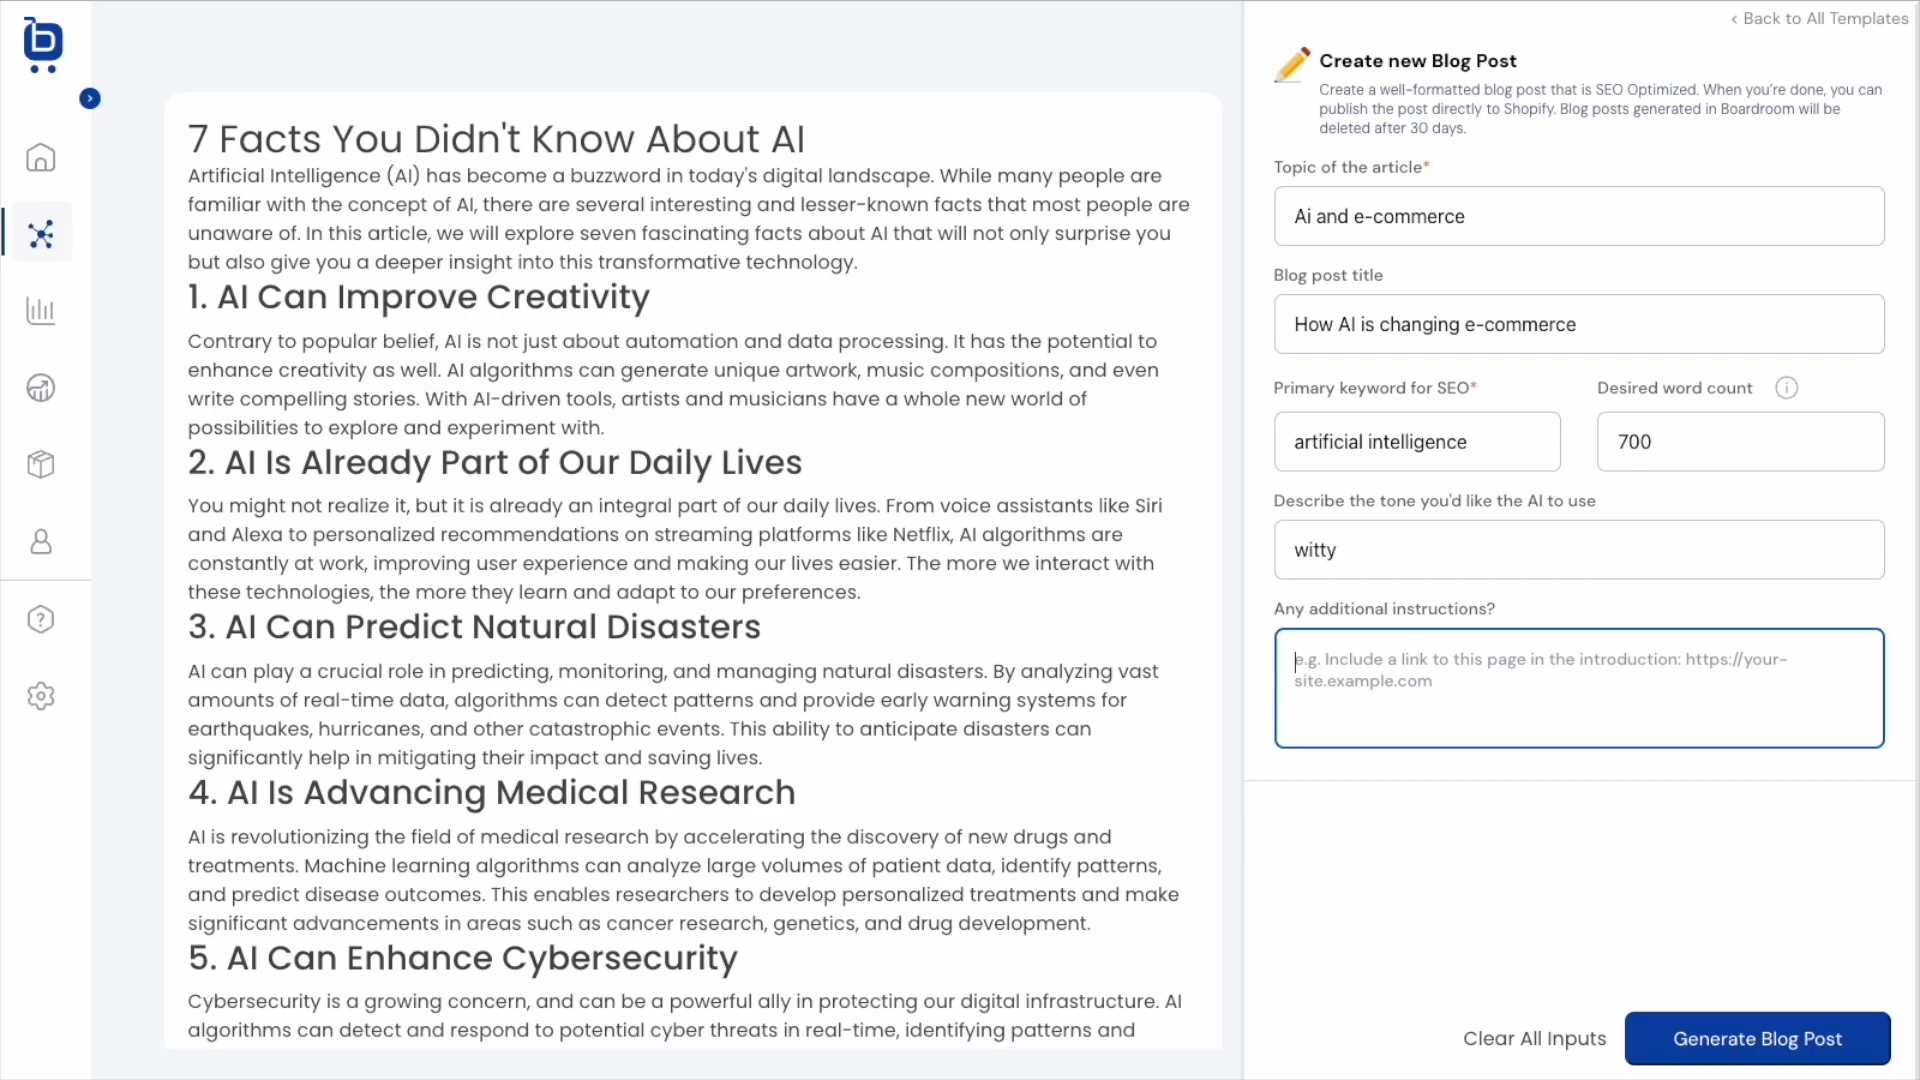 b
7 Facts You Didn't Know About AI
Artificial Intelligence (AI) has become a buzzword in today's digital landscape. While many people are
familiar with the concept of AI, there are several interesting and lesser-known facts that most people are
unaware of. In this article, we will explore seven fascinating facts about AI that will not only surprise you
but also give you a deeper insight into this transformative technology.
1. AI Can Improve Creativity
Contrary to popular belief, AI is not just about automation and data processing. It has the potential to
enhance creativity as well. AI algorithms can generate unique artwork, music compositions, and even
write compelling stories. With AI-driven tools, artists and musicians have a whole new world of
possibilities to explore and experiment with.
2. AI Is Already Part of Our Daily Lives
You might not realize it, but it is already an integral part of our daily lives. From voice assistants like Siri
and Alexa to personalized recommendations on streaming platforms like Netflix, AI algorithms are
constantly at work, improving user experience and making our lives easier. The more we interact with
these technologies, the more they learn and adapt to our preferences.
3. AI Can Predict Natural Disasters
AI can play a crucial role in predicting, monitoring, and managing natural disasters. By analyzing vast
amounts of real-time data, algorithms can detect patterns and provide early warning systems for
earthquakes, hurricanes, and other catastrophic events. This ability to anticipate disasters can
significantly help in mitigating their impact and saving lives.
4. AI Is Advancing Medical Research
AI is revolutionizing the field of medical research by accelerating the discovery of new drugs and
treatments. Machine learning algorithms can analyze large volumes of patient data, identify patterns,
and predict disease outcomes. This enables researchers to develop personalized treatments and make
significant advancements in areas such as cancer research, genetics, and drug development.
5. AI Can Enhance Cybersecurity
Cybersecurity is a growing concern, and can be a powerful ally in protecting our digital infrastructure. AI
algorithms can detect and respond to potential cyber threats in real-time, identifying patterns and
< Back to All Templates
Create new Blog Post
Create a well-formatted blog post that is SEO Optimized. When you're done, you can
publish the post directly to Shopify. Blog posts generated in Boardroom will be
deleted after 30 days.
Topic of the article*
Ai and e-commerce
Blog post title
How AI is changing e-commerce
Primary keyword for SEO*
artificial intelligence
Desired word count
700
Describe the tone you'd like the AI to use
witty
Any additional instructions?
e.g. Include a link to this page in the introduction: https://your-
site.example.com
Clear All Inputs
Generate Blog Post